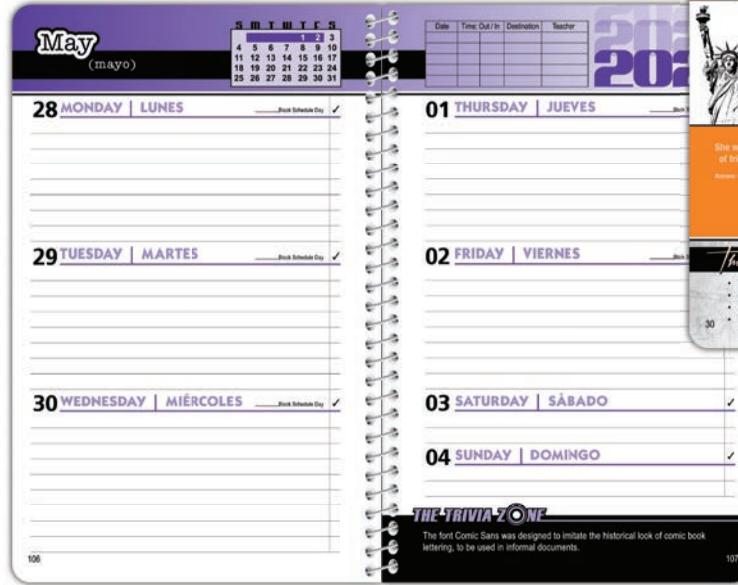 May
(mayo)
S M T W T F S
1 2 3
4 5 6 7 8 9 10
11 12 13 14 15 16 17
18 19 20 21 22 23 24
25 26 27 28 29 30 31
28 MONDAY | LUNES
Block Schedule Day ✓
29 TUESDAY | MARTES
Block Schedule Day ✓
30 WEDNESDAY | MIÉRCOLES
Block Schedule Day ✓
106
Date Time: Out / In Destination Teacher
202
01 THURSDAY | JUEVES
02 FRIDAY | VIERNES
03 SATURDAY | SÁBADO ✓
04 SUNDAY | DOMINGO ✓
THE TRIVIA ZONE
The font Comic Sans was designed to imitate the historical look of comic book
lettering, to be used in informal documents.
107
She w
of fri
Answer:
30